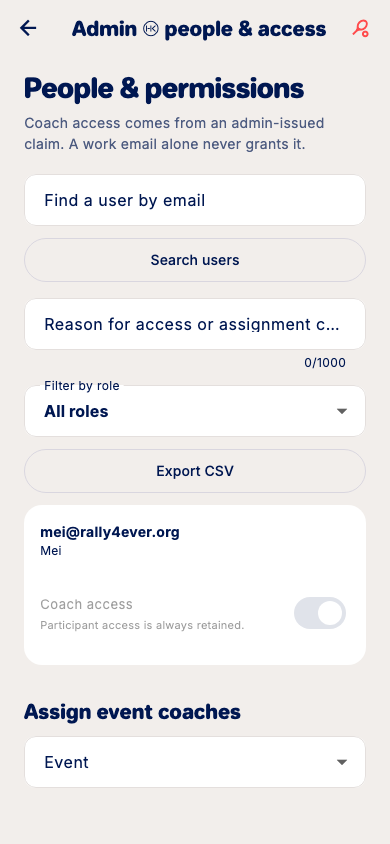 Admin HK people & access
People & permissions
Coach access comes from an admin-issued
claim. A work email alone never grants it.
Find a user by email
Search users
Reason for access or assignment c...
0/1000
Filter by role
All roles
Export CSV
mei@rally4ever.org
Mei
Coach access
Participant access is always retained.
Assign event coaches
Event